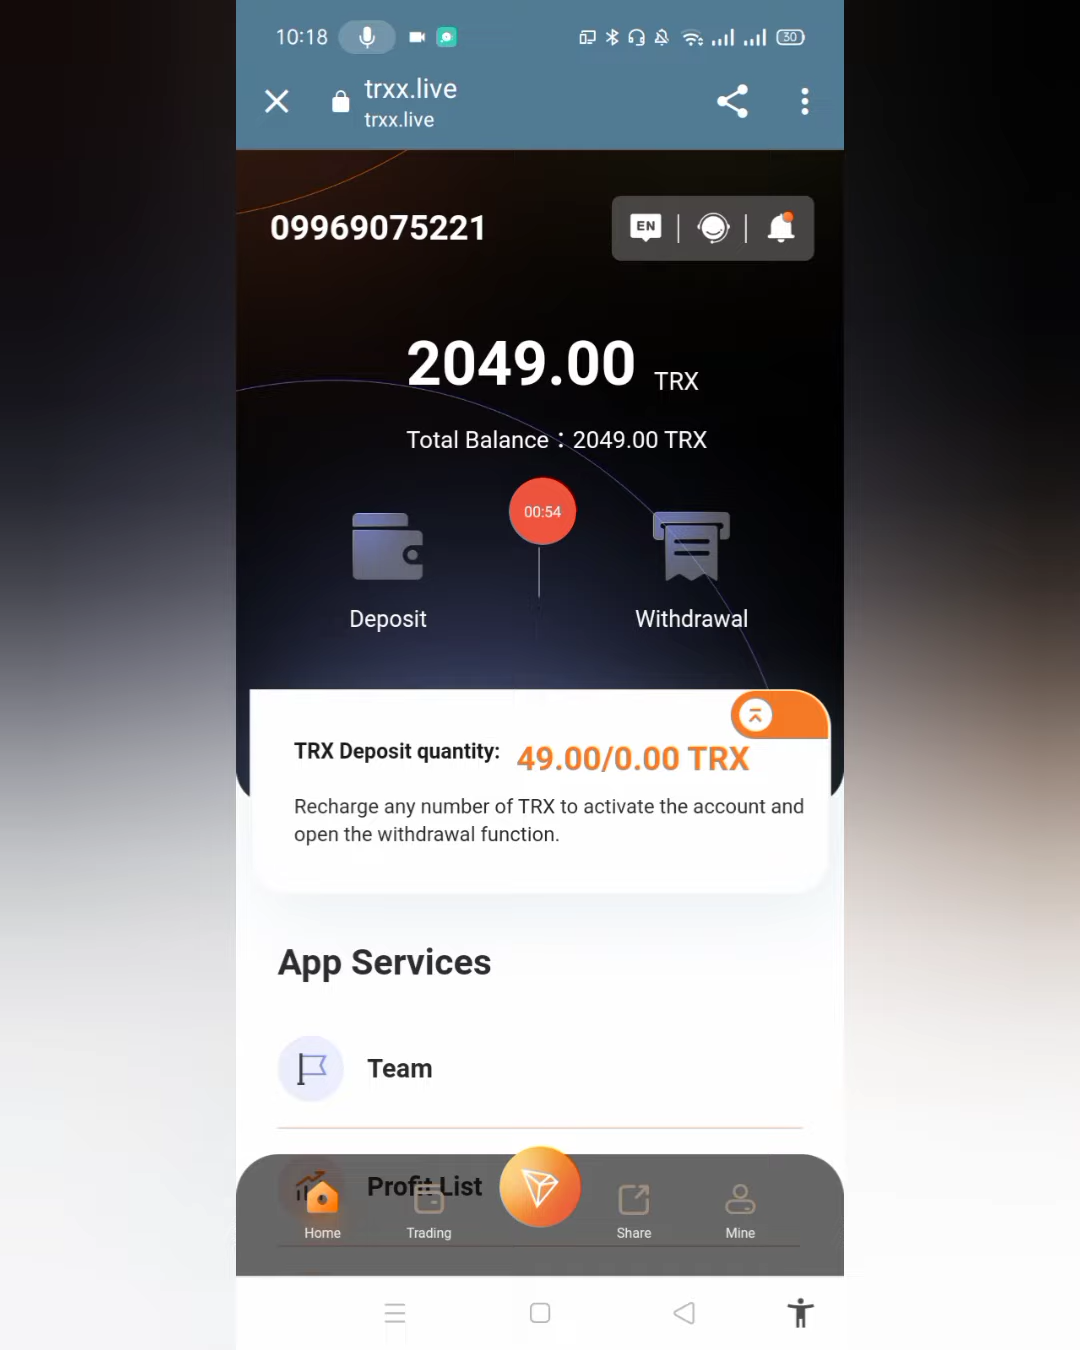 10:18
30
trxx.live
trxx.live
09969075221
EN
2049.00 TRX
Total Balance：2049.00 TRX
00:54
Deposit
Withdrawal
TRX Deposit quantity: 49.00/0.00 TRX
Recharge any number of TRX to activate the account and
open the withdrawal function.
App Services
Team
Profit List
Home
Trading
Share
Mine